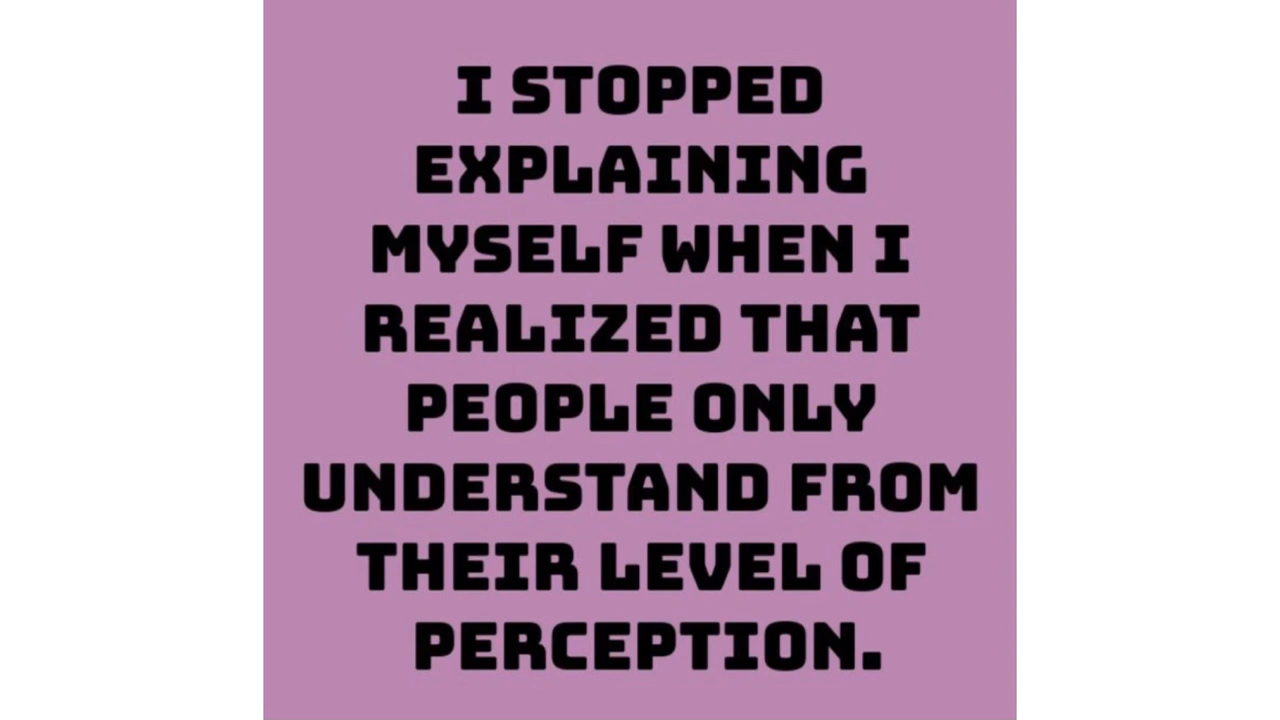 I STOPPED
EXPLAINING
MYSELF WHEN I
REALIZED THAT
PEOPLE ONLY
UNDERSTAND FROM
THEIR LEVEL OF
PERCEPTION.